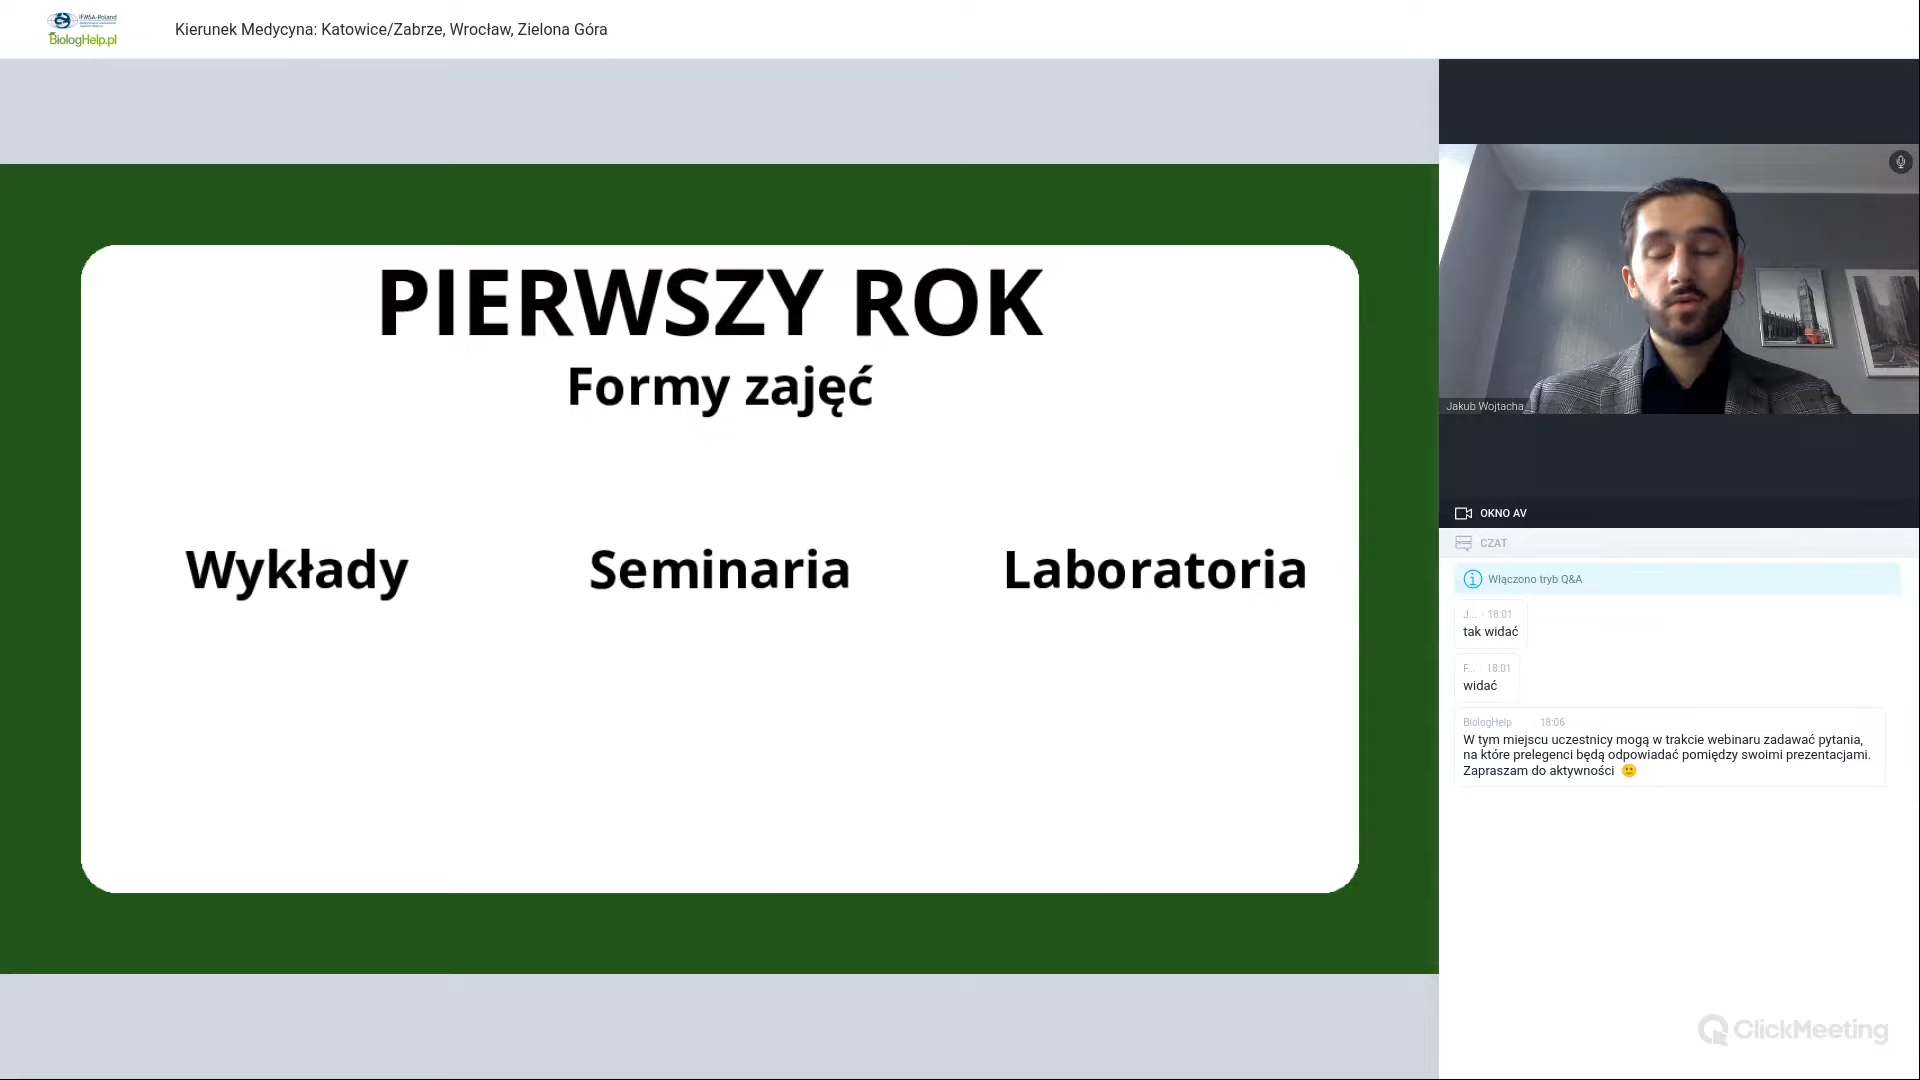 IFMSA-Poland
BiologHelp.pl
Kierunek Medycyna: Katowice/Zabrze, Wrocław, Zielona Góra
PIERWSZY ROK
Formy zajęć
Wykłady
Seminaria
Laboratoria
Jakub Wojtacha
OKNO AV
CZAT
Włączono tryb Q&A
J... · 18:01
tak widać
F... · 18:01
widać
BiologHelp · 18:06
W tym miejscu uczestnicy mogą w trakcie webinaru zadawać pytania,
na które prelegenci będą odpowiadać pomiędzy swoimi prezentacjami.
Zapraszam do aktywności 🙂
ClickMeeting